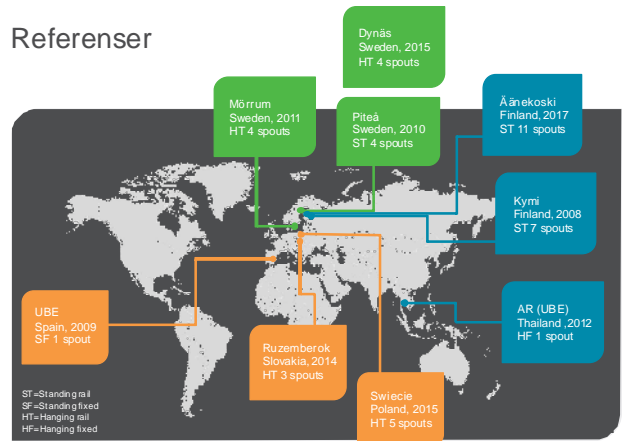 Referenser
Dynäs
Sweden, 2015
HT 4 spouts
Mörrum
Sweden, 2011
HT 4 spouts
Piteå
Sweden, 2010
ST 4 spouts
Äänekoski
Finland, 2017
ST 11 spouts
Kymi
Finland, 2008
ST 7 spouts
UBE
Spain, 2009
SF 1 spout
Ruzemberok
Slovakia, 2014
HT 3 spouts
Swiecie
Poland, 2015
HT 5 spouts
AR (UBE)
Thailand ,2012
HF 1 spout
ST=Standing rail
SF=Standing fixed
HT=Hanging rail
HF=Hanging fixed